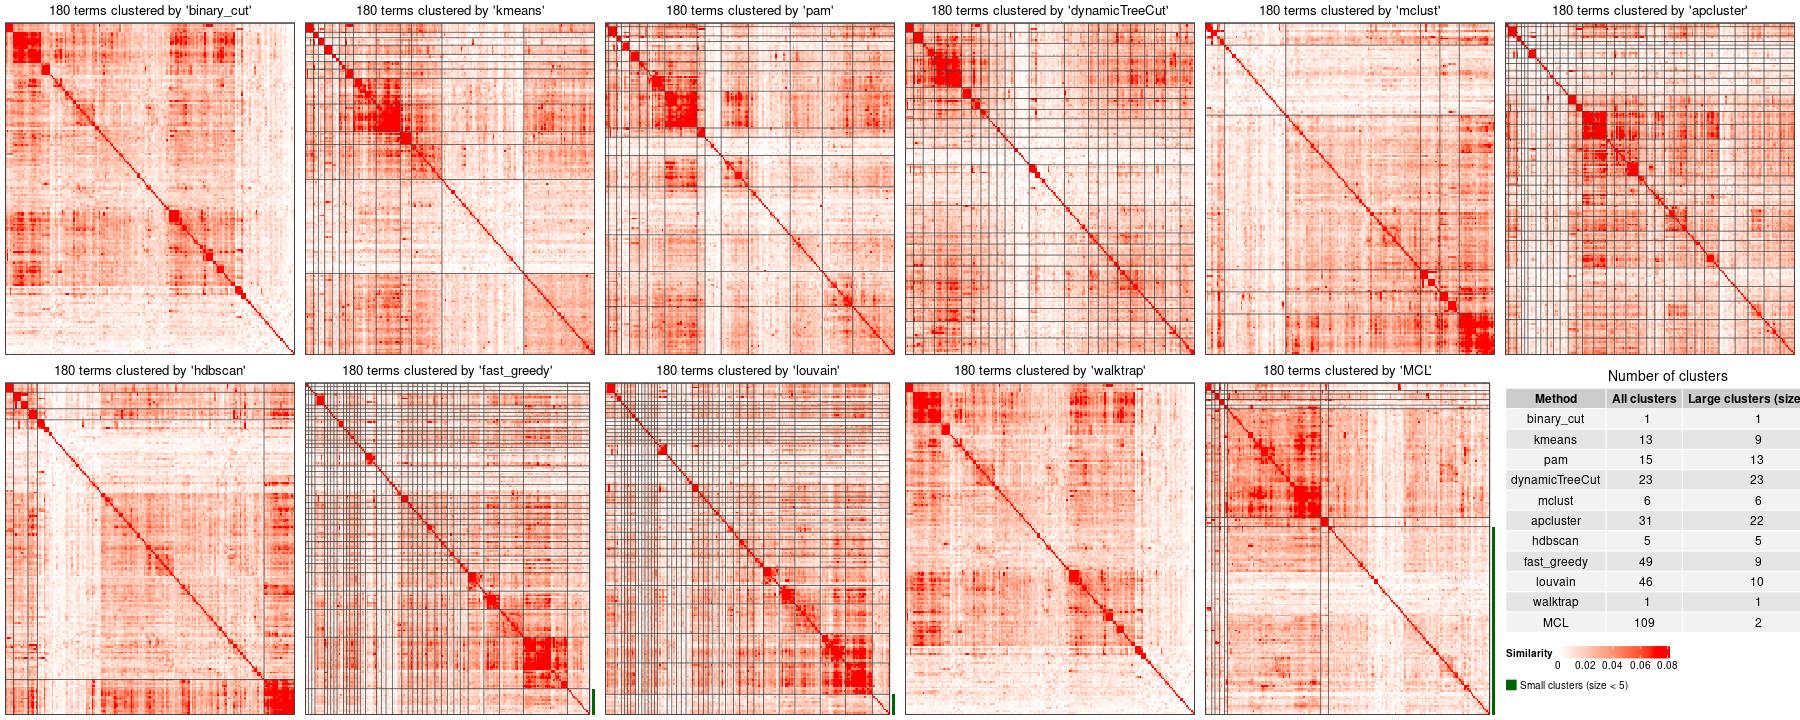 180 terms clustered by 'binary_cut'
180 terms clustered by 'kmeans'
180 terms clustered by 'pam'
180 terms clustered by 'dynamicTreeCut'
180 terms clustered by 'mclust'
180 terms clustered by 'apcluster'
180 terms clustered by 'hdbscan'
180 terms clustered by 'fast_greedy'
180 terms clustered by 'louvain'
180 terms clustered by 'walktrap'
180 terms clustered by 'MCL'
Number of clusters
Method All clusters Large clusters (size
binary_cut 1 1
kmeans 13 9
pam 15 13
dynamicTreeCut 23 23
mclust 6 6
apcluster 31 22
hdbscan 5 5
fast_greedy 49 9
louvain 46 10
walktrap 1 1
MCL 109 2
Similarity
0 0.02 0.04 0.06 0.08
Small clusters (size < 5)